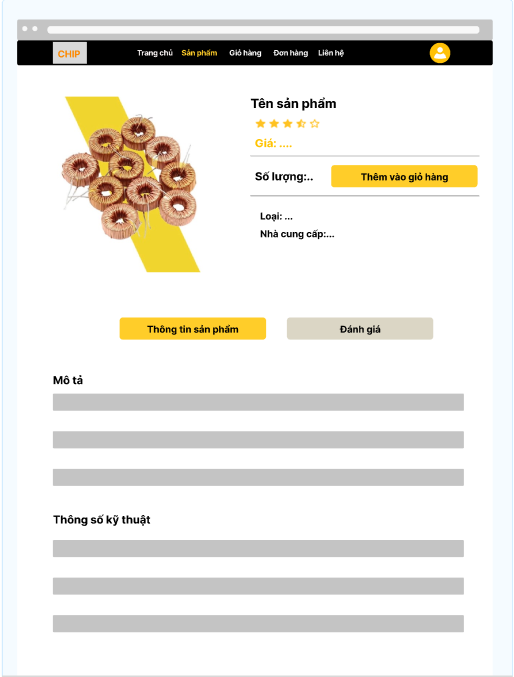 CHIP
Trang chủ Sản phẩm Giỏ hàng Đơn hàng Liên hệ
Tên sản phẩm
Giá: ....
Số lượng:.. Thêm vào giỏ hàng
Loại: ...
Nhà cung cấp:...
Thông tin sản phẩm Đánh giá
Mô tả
Thông số kỹ thuật